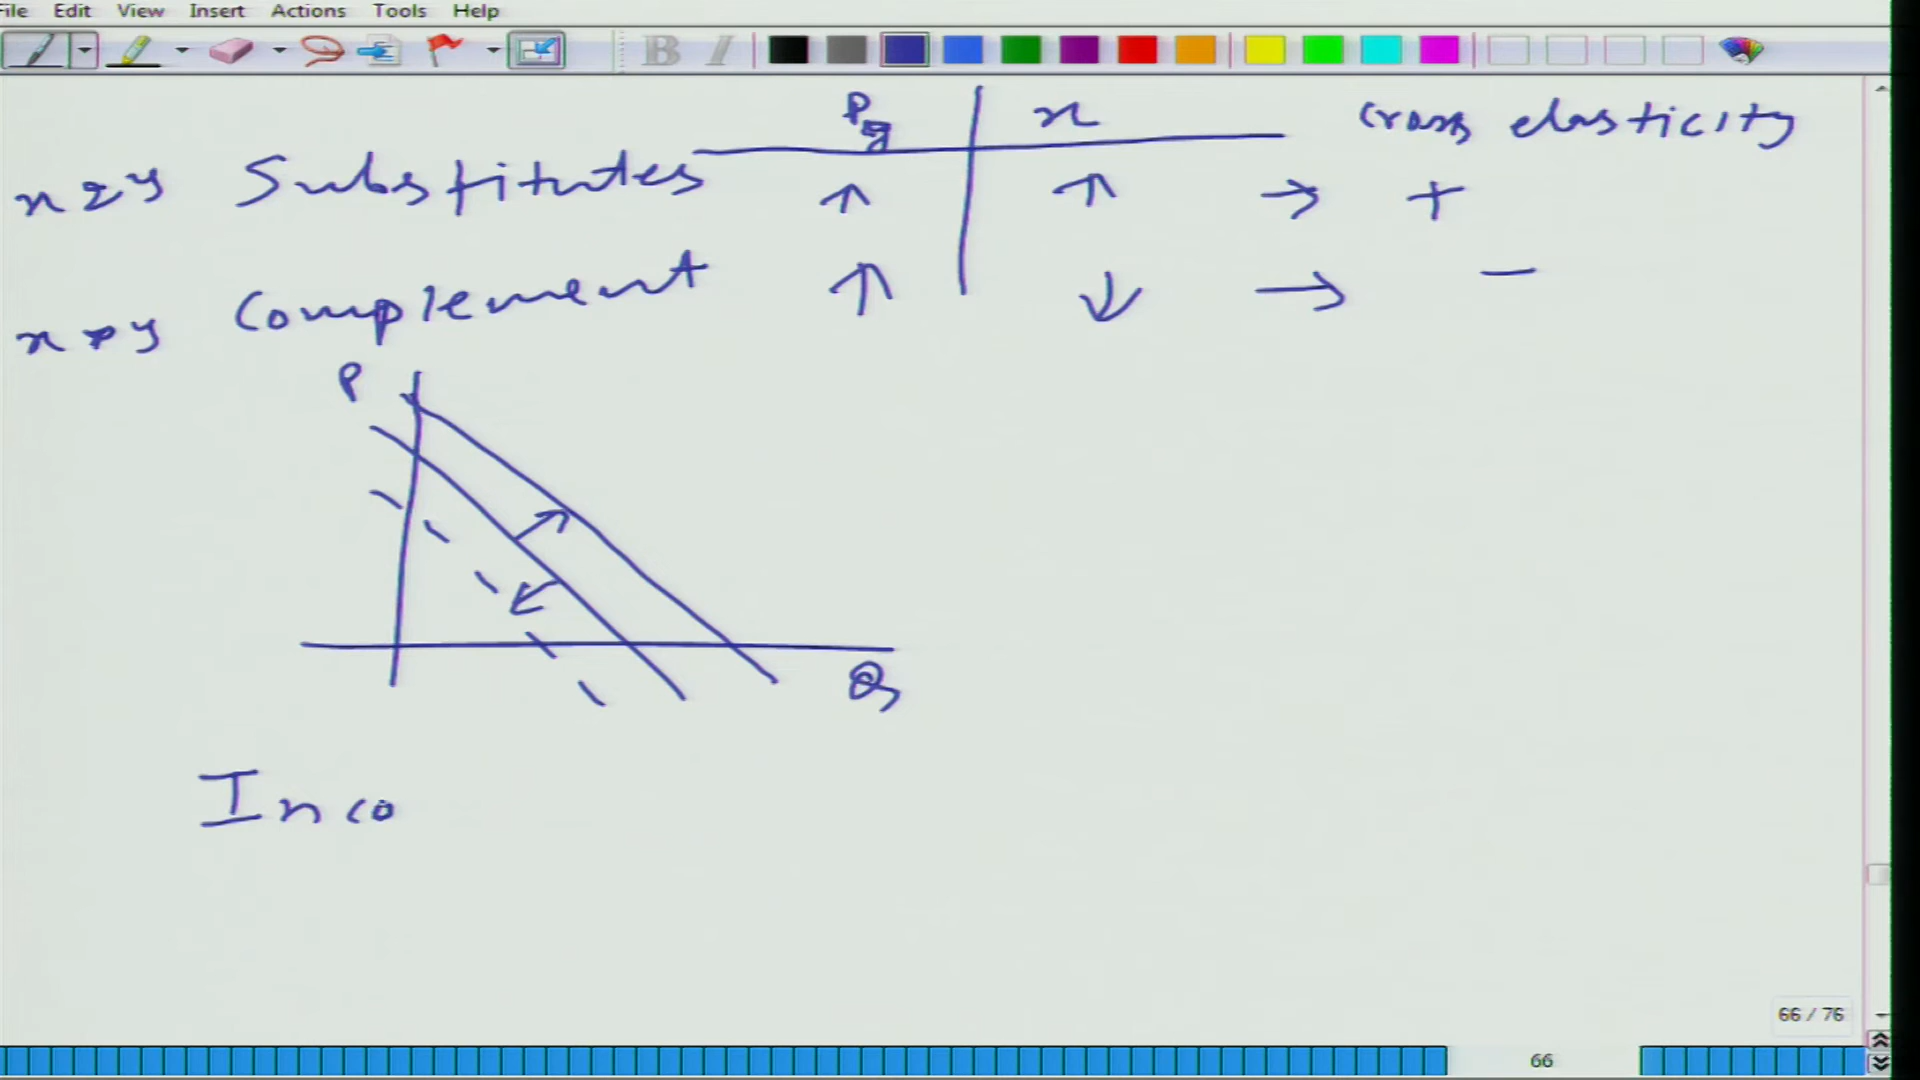 File Edit View Insert Actions Tools Help
B I
Py x cross elasticity
x & y Substitutes ↑ ↑ → +
x & y Complement ↑ ↓ → −
P
Q
Inco
66 / 76
66